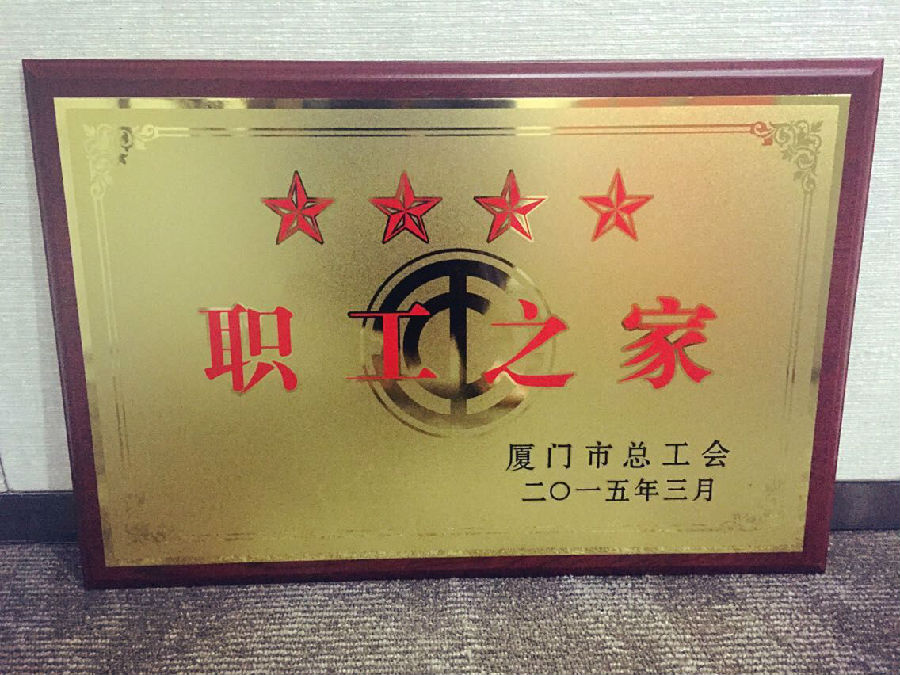 职工之家
厦门市总工会
二〇一五年三月